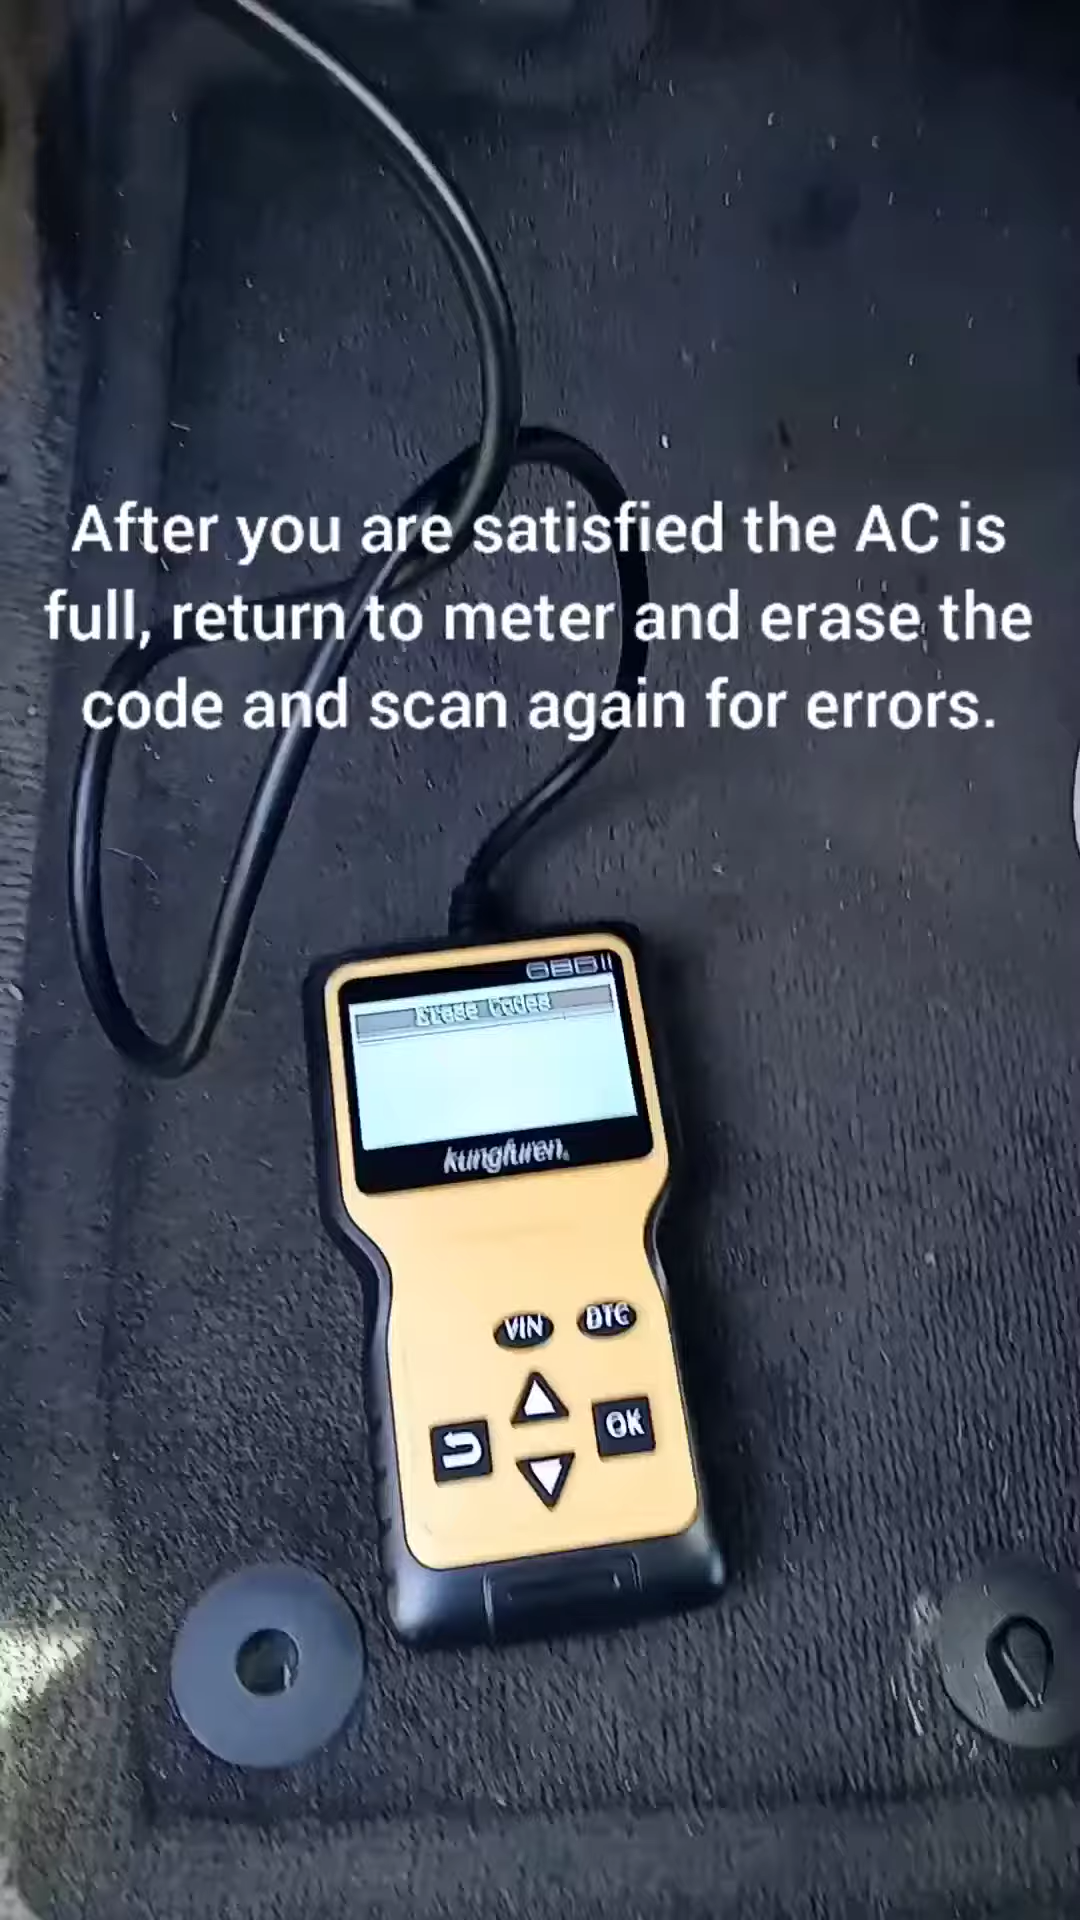 After you are satisfied the AC is
full, return to meter and erase the
code and scan again for errors.
OBDII
Erase Codes
kungfuren
VIN
DTC
OK